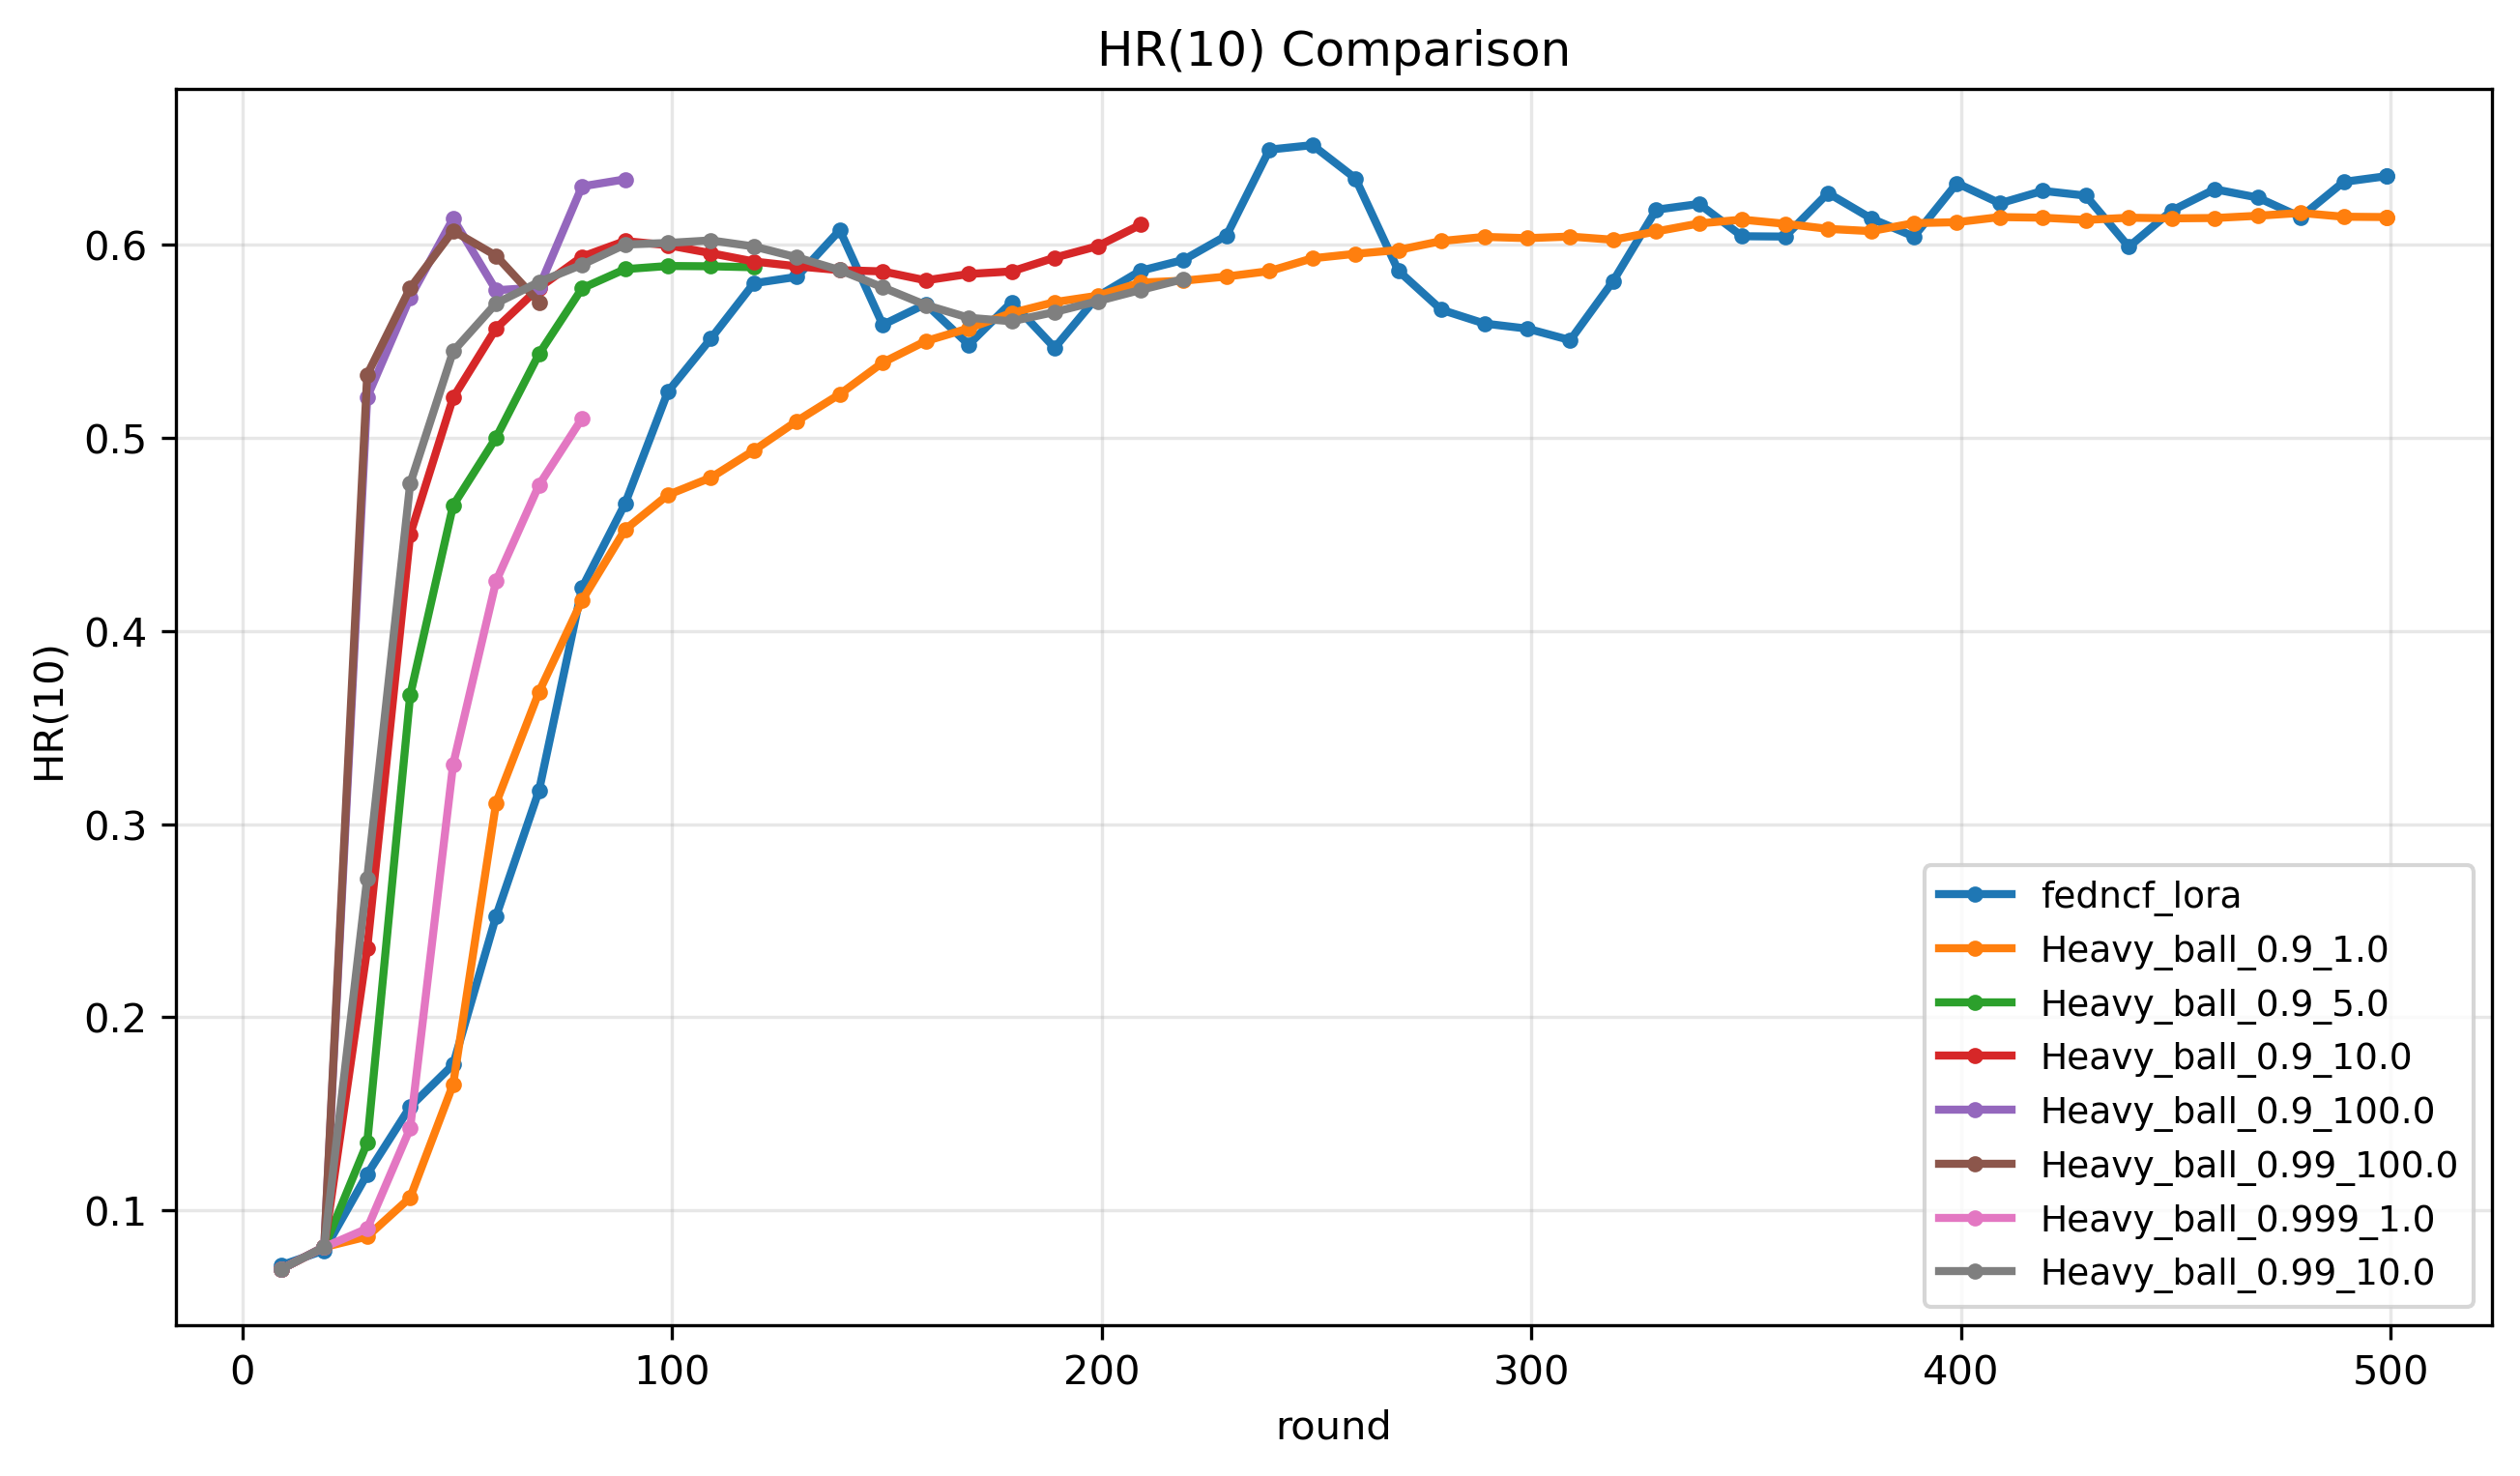 HR(10) Comparison
HR(10)
0.6
0.5
0.4
0.3
0.2
0.1
0 100 200 300 400 500
round
fedncf_lora
Heavy_ball_0.9_1.0
Heavy_ball_0.9_5.0
Heavy_ball_0.9_10.0
Heavy_ball_0.9_100.0
Heavy_ball_0.99_100.0
Heavy_ball_0.999_1.0
Heavy_ball_0.99_10.0